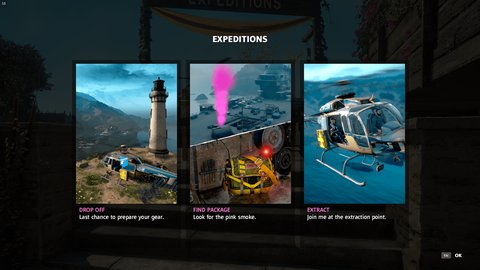 EXPEDITIONS
EXPEDITIONS
DROP OFF
Last chance to prepare your gear.
FIND PACKAGE
Look for the pink smoke.
EXTRACT
Join me at the extraction point.
OK